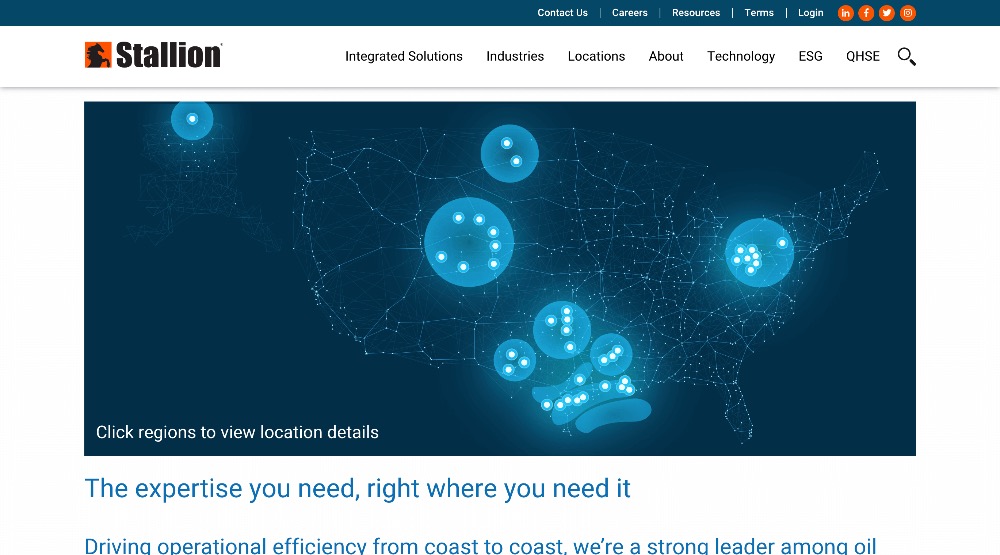 Contact Us | Careers | Resources | Terms | Login
Stallion
Integrated Solutions Industries Locations About Technology ESG QHSE
Click regions to view location details
The expertise you need, right where you need it
Driving operational efficiency from coast to coast, we’re a strong leader among oil